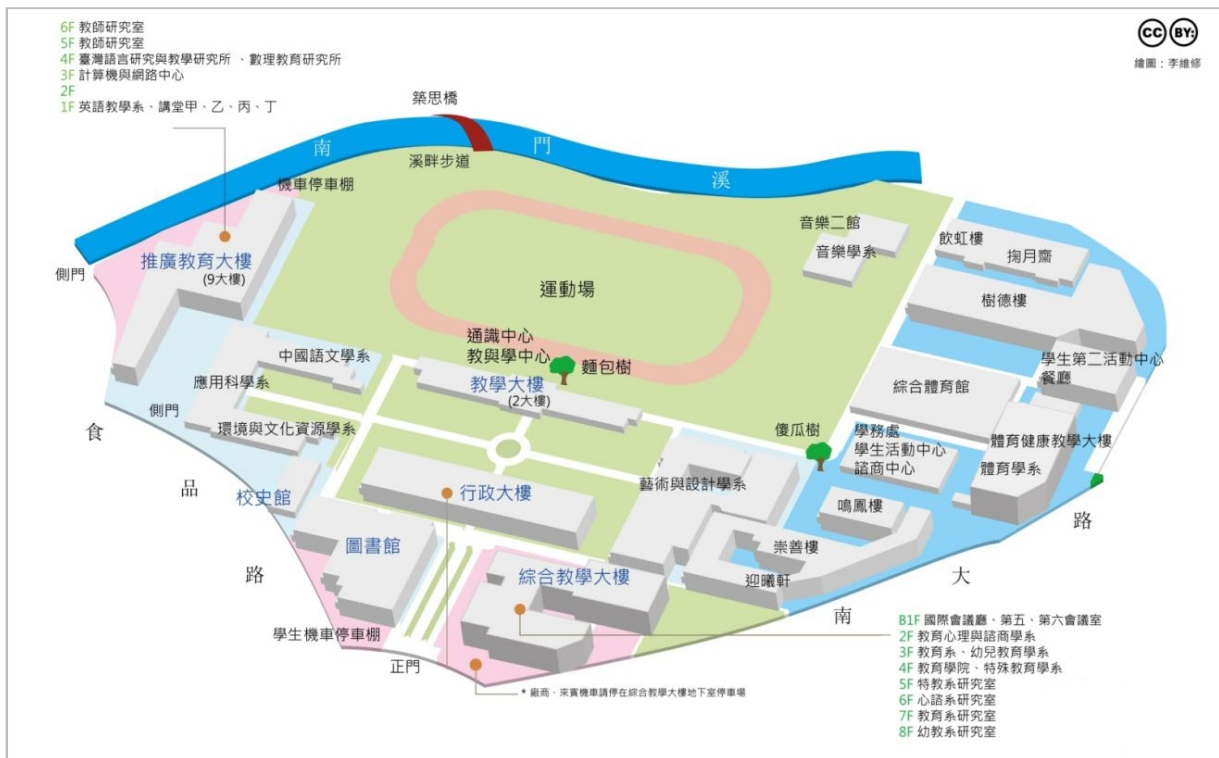 6F 教師研究室
5F 教師研究室
4F 臺灣語言研究與教學研究所 、數理教育研究所
3F 計算機與網路中心
2F
1F 英語教學系、講堂甲、乙、丙、丁
CC BY:
繪圖:李維修
築思橋
南門溪
溪畔步道
機車停車棚
側門
推廣教育大樓
(9大樓)
運動場
音樂二館
音樂學系
飲虹樓
掬月齋
樹德樓
通識中心
教與學中心
麵包樹
教學大樓
(2大樓)
中國語文學系
應用科學系
側門
環境與文化資源學系
學生第二活動中心
餐廳
綜合體育館
傻瓜樹
學務處
學生活動中心
諮商中心
體育健康教學大樓
體育學系
食品路
校史館
行政大樓
藝術與設計學系
鳴鳳樓
圖書館
崇善樓
綜合教學大樓
迎曦軒
南大路
學生機車停車棚
正門
* 廠商、來賓機車請停在綜合教學大樓地下室停車場
B1F 國際會議廳、第五、第六會議室
2F 教育心理與諮商學系
3F 教育系、幼兒教育學系
4F 教育學院、特殊教育學系
5F 特教系研究室
6F 心諮系研究室
7F 教育系研究室
8F 幼教系研究室